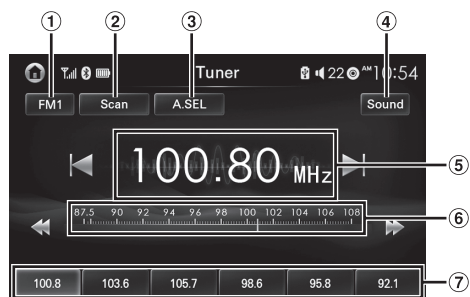 1 2 3 4
Tuner 22 AM 10:54
FM1 Scan A.SEL Sound
100.80 MHz 5
87.5 90 92 94 96 98 100 102 104 106 108 6
100.8 103.6 105.7 98.6 95.8 92.1 7